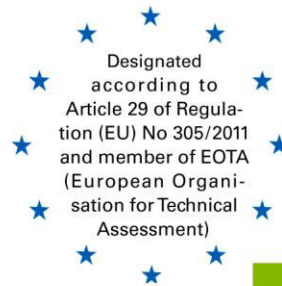 Designated
according to
Article 29 of Regula-
tion (EU) No 305/2011
and member of EOTA
(European Organi-
sation for Technical
Assessment)